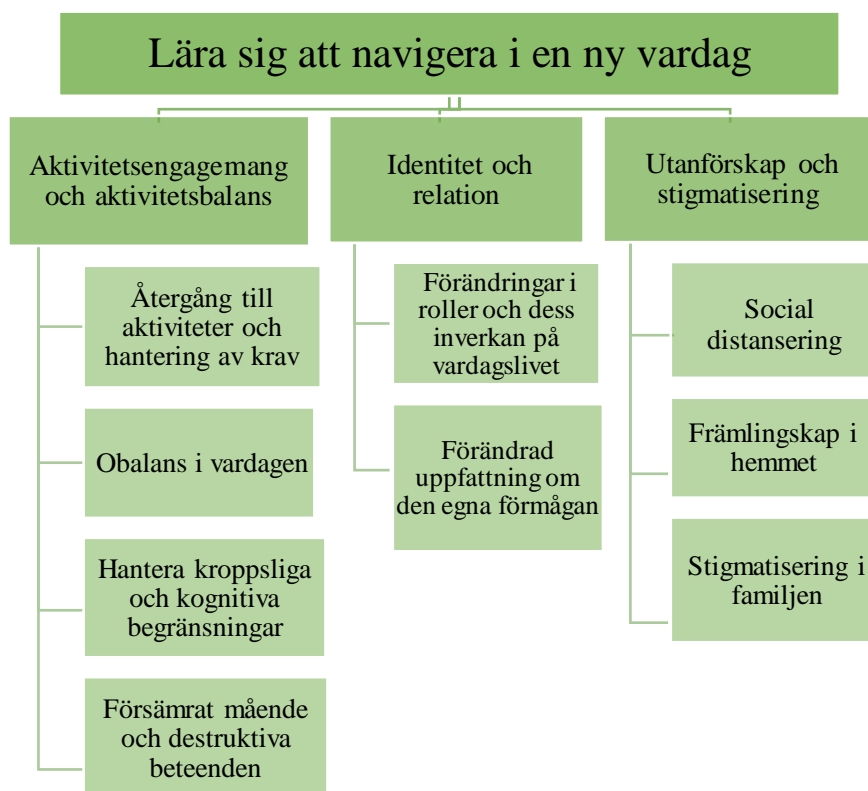 Lära sig att navigera i en ny vardag
Aktivitetsengagemang
och aktivitetsbalans
Återgång till
aktiviteter och
hantering av krav
Obalans i vardagen
Hantera kroppsliga
och kognitiva
begränsningar
Försämrat mående
och destruktiva
beteenden
Identitet och
relation
Förändringar i
roller och dess
inverkan på
vardagslivet
Förändrad
uppfattning om
den egna förmågan
Utanförskap och
stigmatisering
Social
distansering
Främlingskap i
hemmet
Stigmatisering i
familjen